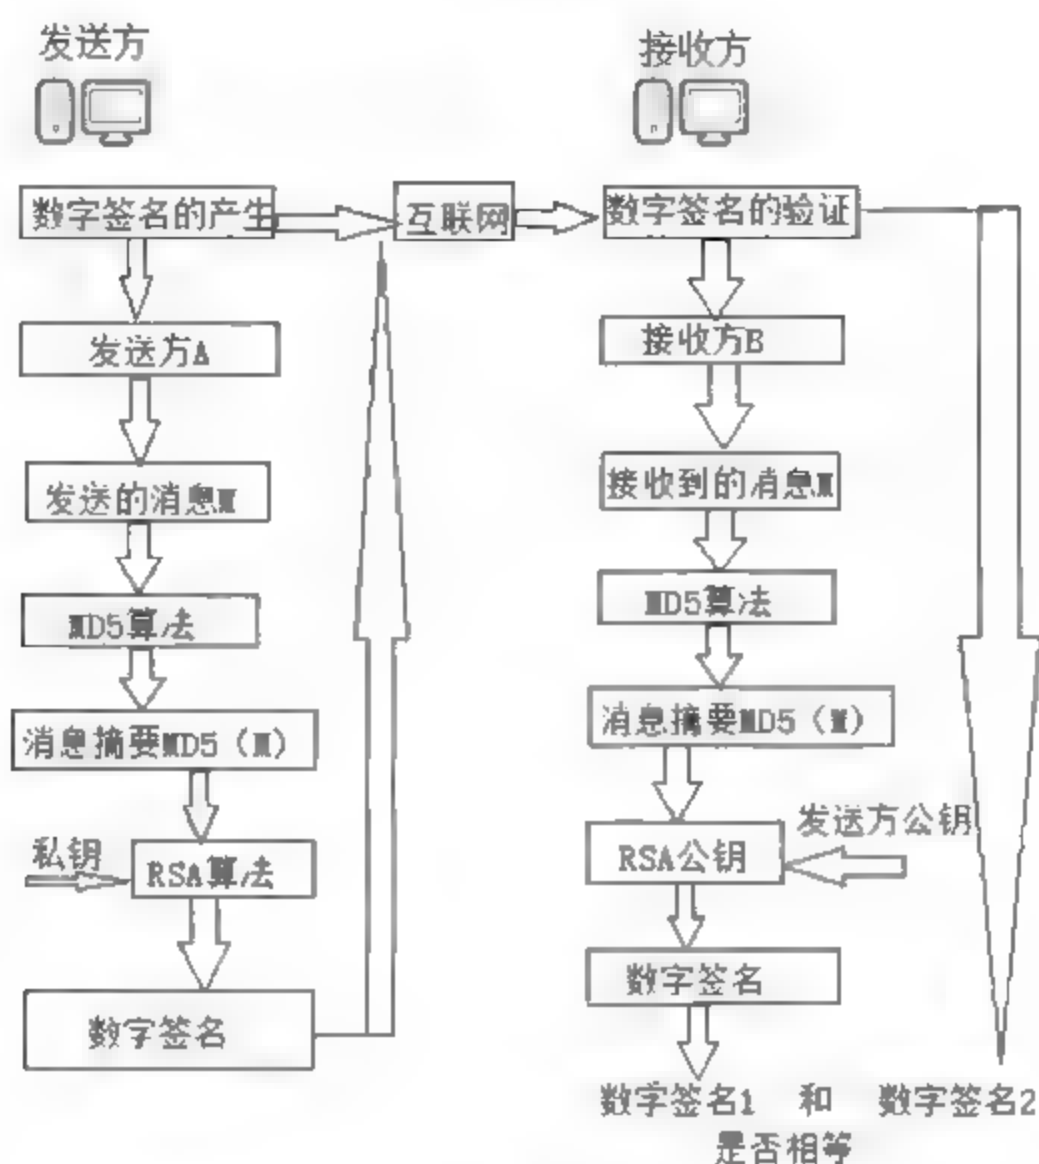 发送方
数字签名的产生
发送方A
发送的消息M
MD5算法
消息摘要MD5（M）
私钥
RSA算法
数字签名
互联网
接收方
数字签名的验证
接收方B
接收到的消息M
MD5算法
消息摘要MD5（M）
发送方公钥
RSA公钥
数字签名
数字签名1 和 数字签名2
是否相等